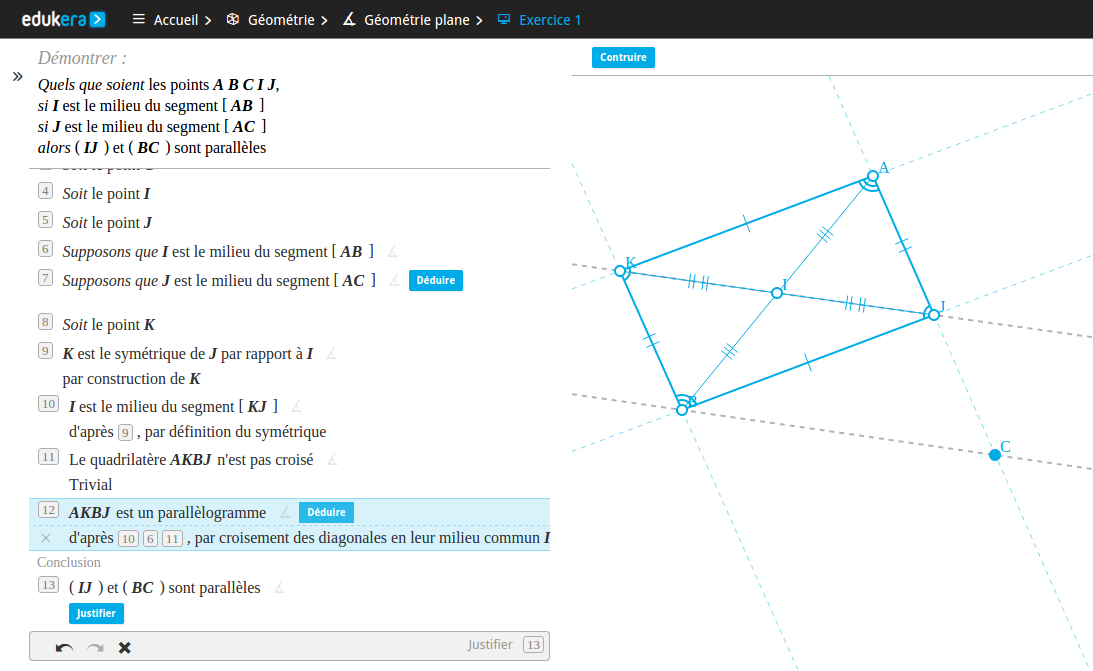 edukera
Accueil
Géométrie
Géométrie plane
Exercice 1
Démontrer :
Quels que soient les points A B C I J,
si I est le milieu du segment [ AB ]
si J est le milieu du segment [ AC ]
alors ( IJ ) et ( BC ) sont parallèles
4 Soit le point I
5 Soit le point J
6 Supposons que I est le milieu du segment [ AB ]
7 Supposons que J est le milieu du segment [ AC ] Déduire
8 Soit le point K
9 K est le symétrique de J par rapport à I
par construction de K
10 I est le milieu du segment [ KJ ]
d'après 9 , par définition du symétrique
11 Le quadrilatère AKBJ n'est pas croisé
Trivial
12 AKBJ est un parallèlogramme Déduire
d'après 10 6 11 , par croisement des diagonales en leur milieu commun I
Conclusion
13 ( IJ ) et ( BC ) sont parallèles
Justifier
Justifier 13
Contruire
A
K
I
J
B
C